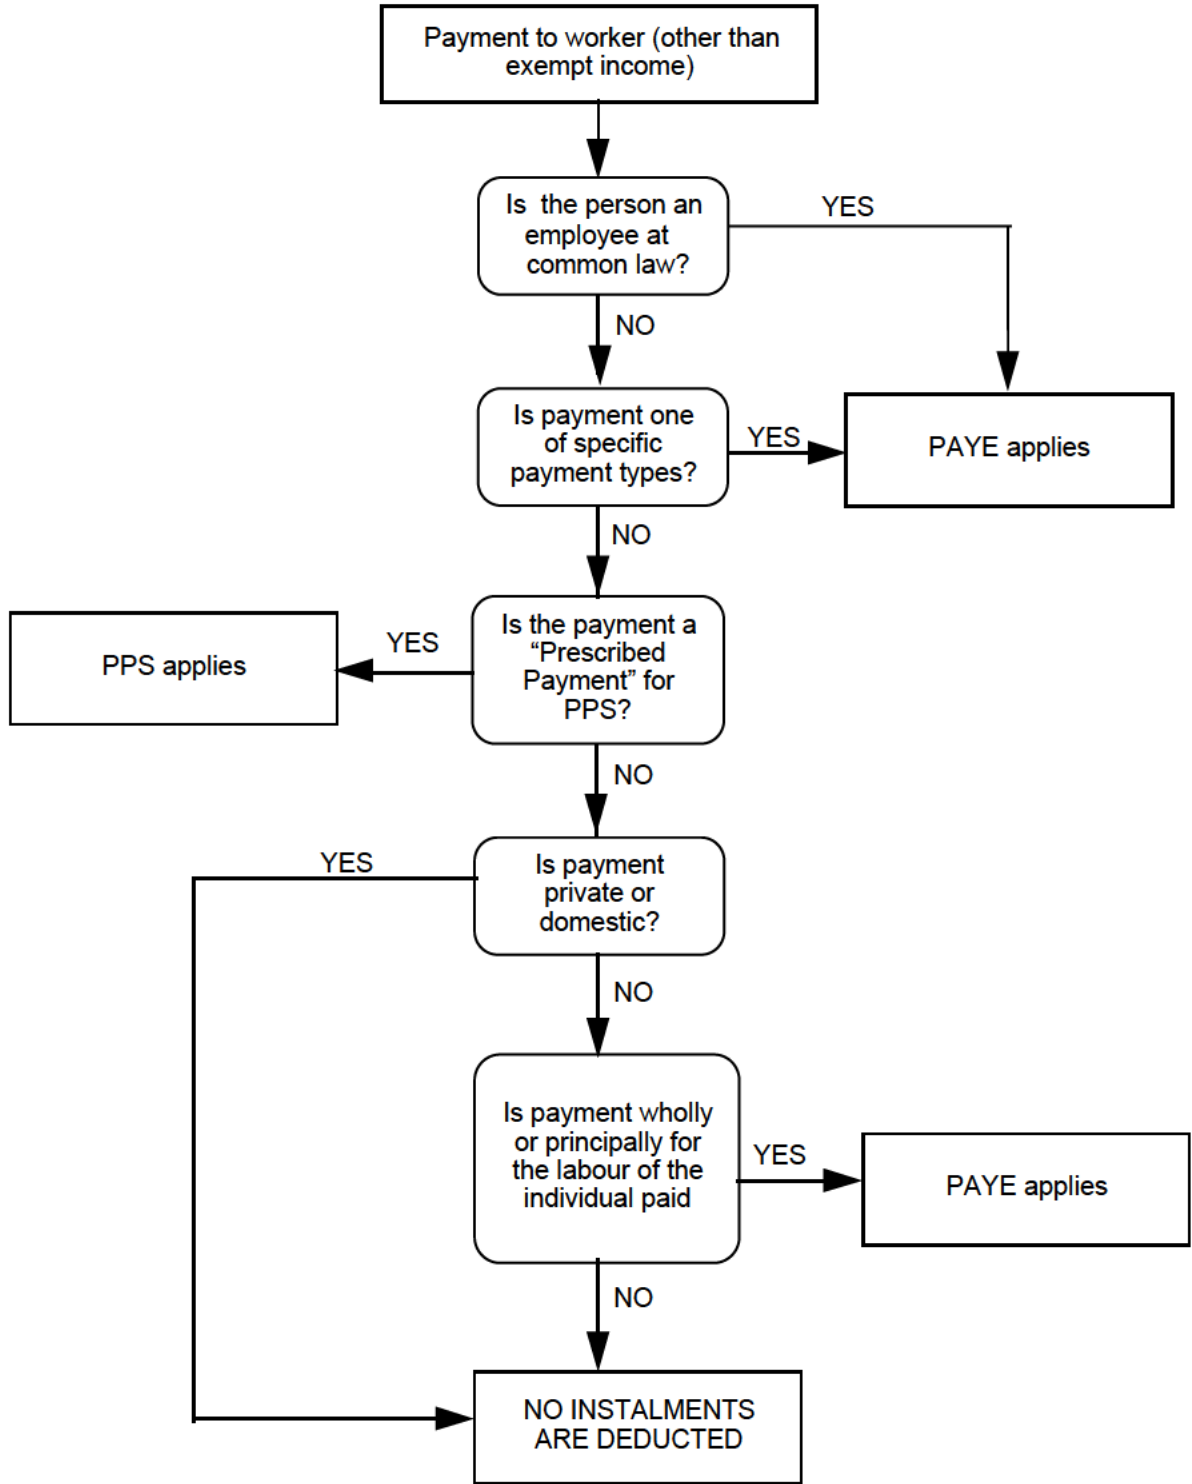 Payment to worker (other than
exempt income)
Is the person an
employee at
common law?
YES
NO
Is payment one
of specific
payment types?
YES
PAYE applies
NO
Is the payment a
“Prescribed
Payment” for
PPS?
YES
PPS applies
NO
YES
Is payment
private or
domestic?
NO
Is payment wholly
or principally for
the labour of the
individual paid
YES
PAYE applies
NO
NO INSTALMENTS
ARE DEDUCTED